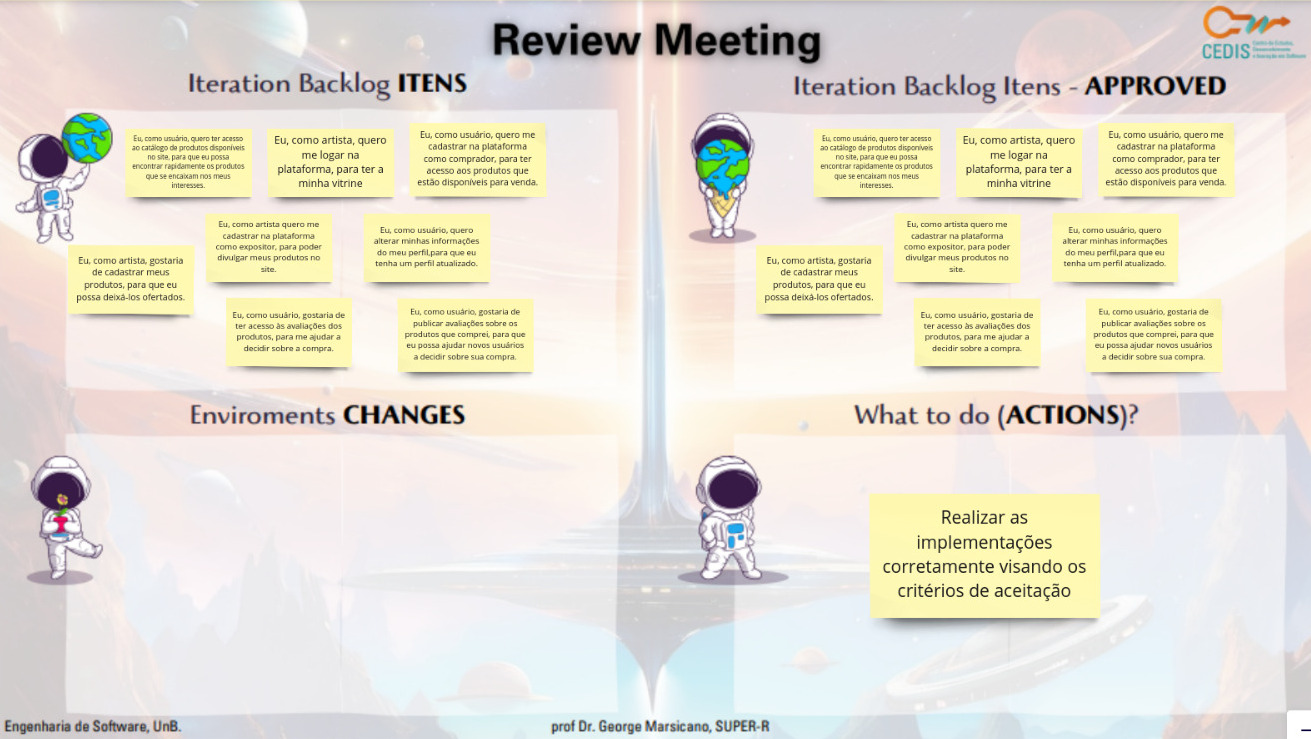 Review Meeting
CEDIS
Iteration Backlog ITENS
Eu, como usuário, quero ter acesso
ao catálogo de produtos disponíveis
no site, para que eu possa
encontrar rapidamente os produtos
que se encaixam nos meus
interesses.
Eu, como artista, quero
me logar na
plataforma, para ter a
minha vitrine
Eu, como usuário, quero me
cadastrar na plataforma
como comprador, para ter
acesso aos produtos que
estão disponíveis para venda.
Eu, como artista, gostaria
de cadastrar meus
produtos, para que eu
possa deixá-los ofertados.
Eu, como artista quero me
cadastrar na plataforma
como expositor, para poder
divulgar meus produtos no
site.
Eu, como usuário, quero
alterar minhas informações
do meu perfil,para que eu
tenha um perfil atualizado.
Eu, como usuário, gostaria de
ter acesso às avaliações dos
produtos, para me ajudar a
decidir sobre a compra.
Eu, como usuário, gostaria de
publicar avaliações sobre os
produtos que comprei, para que
eu possa ajudar novos usuários
a decidir sobre sua compra.
Iteration Backlog Itens - APPROVED
Eu, como usuário, quero ter acesso
ao catálogo de produtos disponíveis
no site, para que eu possa
encontrar rapidamente os produtos
que se encaixam nos meus
interesses.
Eu, como artista, quero
me logar na
plataforma, para ter a
minha vitrine
Eu, como usuário, quero me
cadastrar na plataforma
como comprador, para ter
acesso aos produtos que
estão disponíveis para venda.
Eu, como artista, gostaria
de cadastrar meus
produtos, para que eu
possa deixá-los ofertados.
Eu, como artista quero me
cadastrar na plataforma
como expositor, para poder
divulgar meus produtos no
site.
Eu, como usuário, quero
alterar minhas informações
do meu perfil,para que eu
tenha um perfil atualizado.
Eu, como usuário, gostaria de
ter acesso às avaliações dos
produtos, para me ajudar a
decidir sobre a compra.
Eu, como usuário, gostaria de
publicar avaliações sobre os
produtos que comprei, para que
eu possa ajudar novos usuários
a decidir sobre sua compra.
Enviroments CHANGES
What to do (ACTIONS)?
Realizar as
implementações
corretamente visando os
critérios de aceitação
Engenharia de Software, UnB.
prof Dr. George Marsicano, SUPER-R